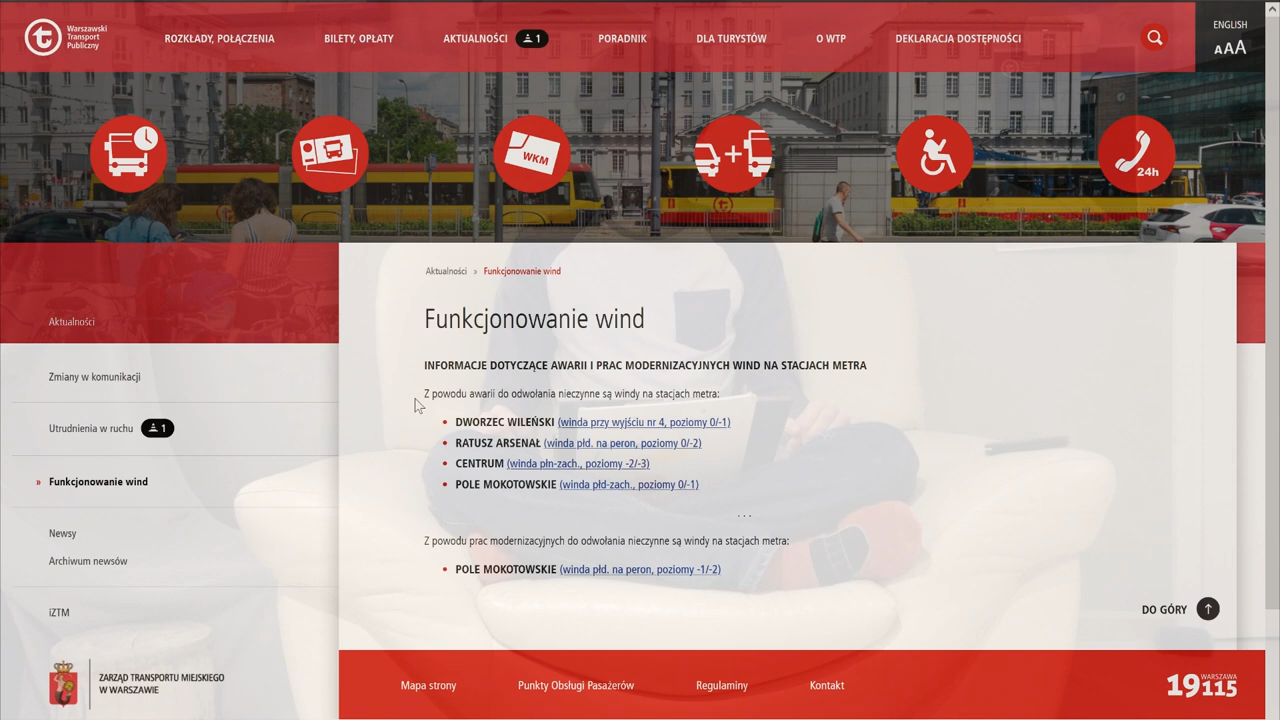 Warszawski
Transport
Publiczny
ROZKŁADY, POŁĄCZENIA
BILETY, OPŁATY
AKTUALNOŚCI 1
PORADNIK
DLA TURYSTÓW
O WTP
DEKLARACJA DOSTĘPNOŚCI
ENGLISH
AAA
WKM
24h
Aktualności
Zmiany w komunikacji
Utrudnienia w ruchu 1
» Funkcjonowanie wind
Newsy
Archiwum newsów
iZTM
ZARZĄD TRANSPORTU MIEJSKIEGO
W WARSZAWIE
Aktualności » Funkcjonowanie wind
Funkcjonowanie wind
INFORMACJE DOTYCZĄCE AWARII I PRAC MODERNIZACYJNYCH WIND NA STACJACH METRA
Z powodu awarii do odwołania nieczynne są windy na stacjach metra:
• DWORZEC WILEŃSKI (winda przy wyjściu nr 4, poziomy 0/-1)
• RATUSZ ARSENAŁ (winda płd. na peron, poziomy 0/-2)
• CENTRUM (winda płn-zach., poziomy -2/-3)
• POLE MOKOTOWSKIE (winda płd-zach., poziomy 0/-1)
. . .
Z powodu prac modernizacyjnych do odwołania nieczynne są windy na stacjach metra:
• POLE MOKOTOWSKIE (winda płd. na peron, poziomy -1/-2)
DO GÓRY
Mapa strony
Punkty Obsługi Pasażerów
Regulaminy
Kontakt
WARSZAWA
19115